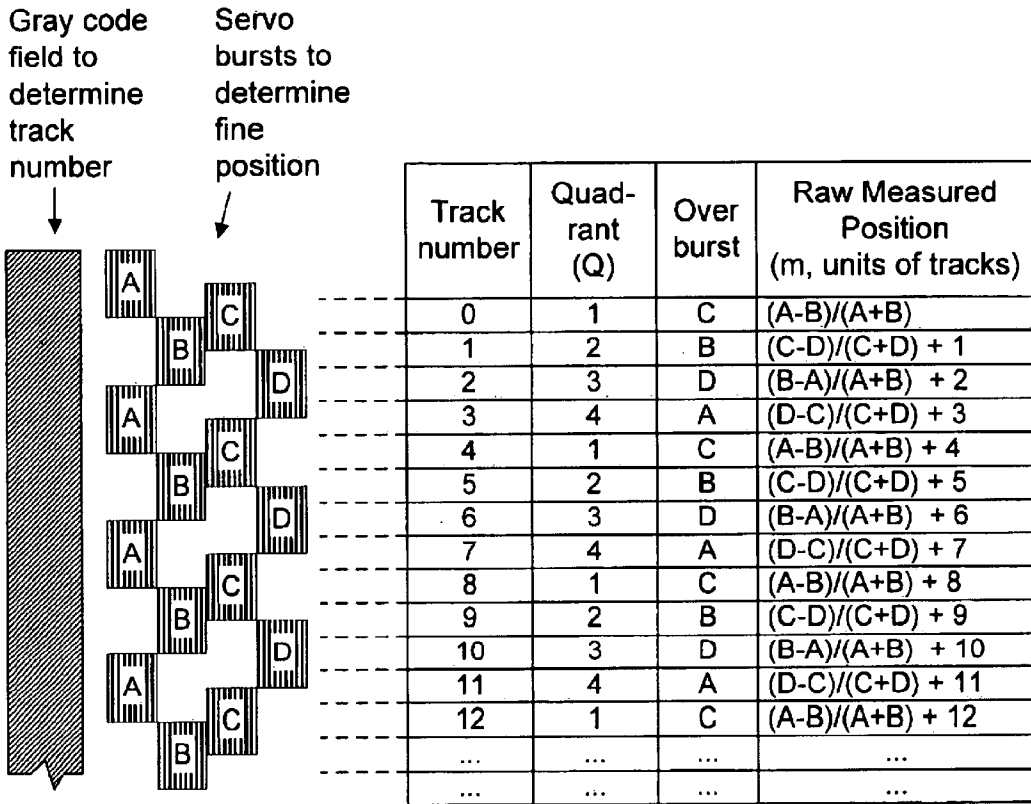 Gray code
field to
determine
track
number
Servo
bursts to
determine
fine
position
A
C
B
D
A
C
B
D
A
C
B
D
A
C
B
Track
number
Quad-
rant
(Q)
Over
burst
Raw Measured
Position
(m, units of tracks)
0 1 C (A-B)/(A+B)
1 2 B (C-D)/(C+D) + 1
2 3 D (B-A)/(A+B) + 2
3 4 A (D-C)/(C+D) + 3
4 1 C (A-B)/(A+B) + 4
5 2 B (C-D)/(C+D) + 5
6 3 D (B-A)/(A+B) + 6
7 4 A (D-C)/(C+D) + 7
8 1 C (A-B)/(A+B) + 8
9 2 B (C-D)/(C+D) + 9
10 3 D (B-A)/(A+B) + 10
11 4 A (D-C)/(C+D) + 11
12 1 C (A-B)/(A+B) + 12
... ... ... ...
... ... ... ...